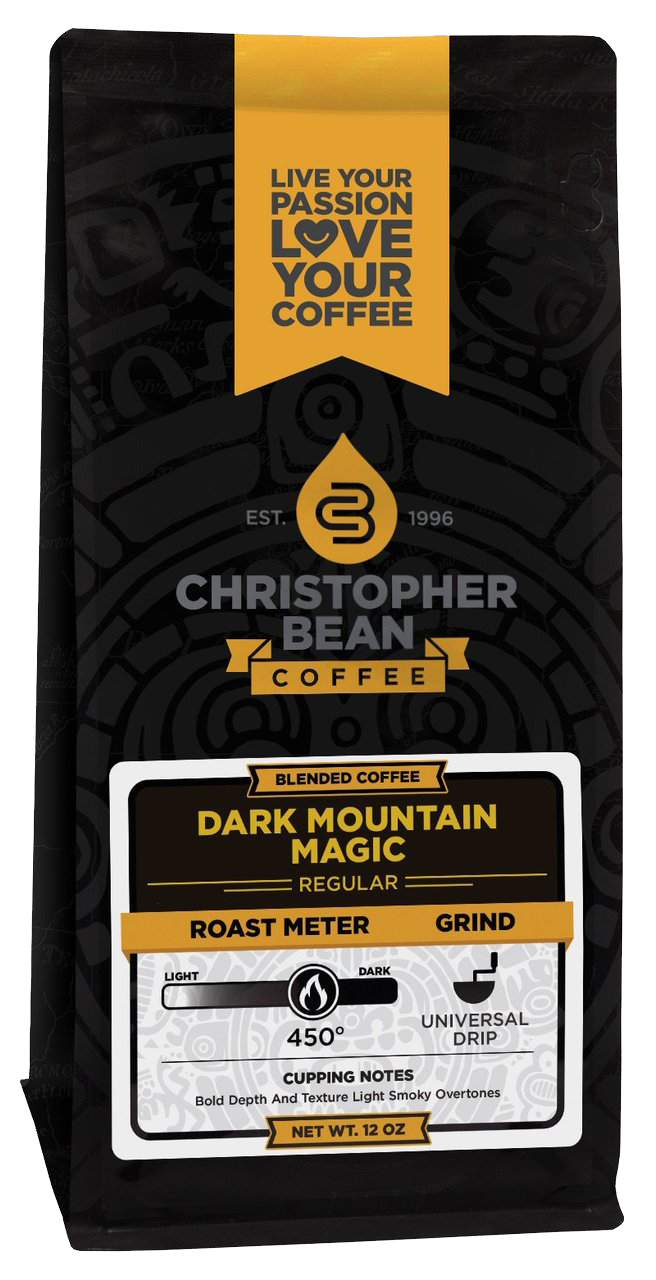 LIVE YOUR
PASSION
LOVE
YOUR
COFFEE
EST. 1996
CHRISTOPHER
BEAN
COFFEE
BLENDED COFFEE
DARK MOUNTAIN
MAGIC
REGULAR
ROAST METER GRIND
LIGHT DARK
450°
UNIVERSAL
DRIP
CUPPING NOTES
Bold Depth And Texture Light Smoky Overtones
NET WT. 12 OZ